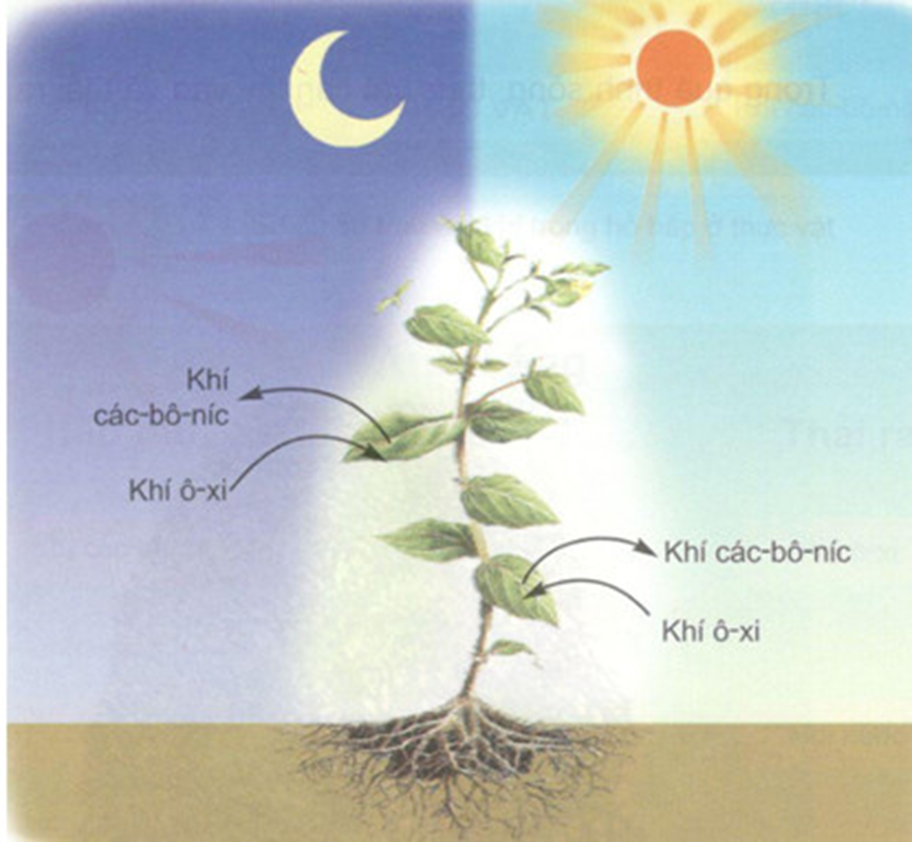 Khí
các-bô-níc
Khí ô-xi
Khí các-bô-níc
Khí ô-xi